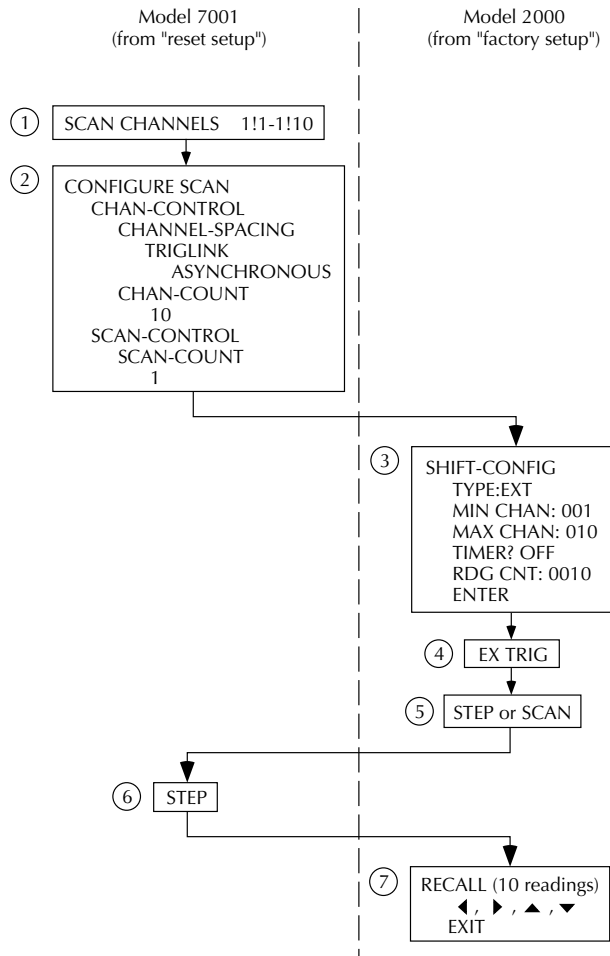 Model 7001
(from "reset setup")
Model 2000
(from "factory setup")
1
SCAN CHANNELS 1!1-1!10
2
CONFIGURE SCAN
CHAN-CONTROL
CHANNEL-SPACING
TRIGLINK
ASYNCHRONOUS
CHAN-COUNT
10
SCAN-CONTROL
SCAN-COUNT
1
3
SHIFT-CONFIG
TYPE:EXT
MIN CHAN: 001
MAX CHAN: 010
TIMER? OFF
RDG CNT: 0010
ENTER
4
EX TRIG
5
STEP or SCAN
6
STEP
7
RECALL (10 readings)
◀ , ▶ , ▲ , ▼
EXIT